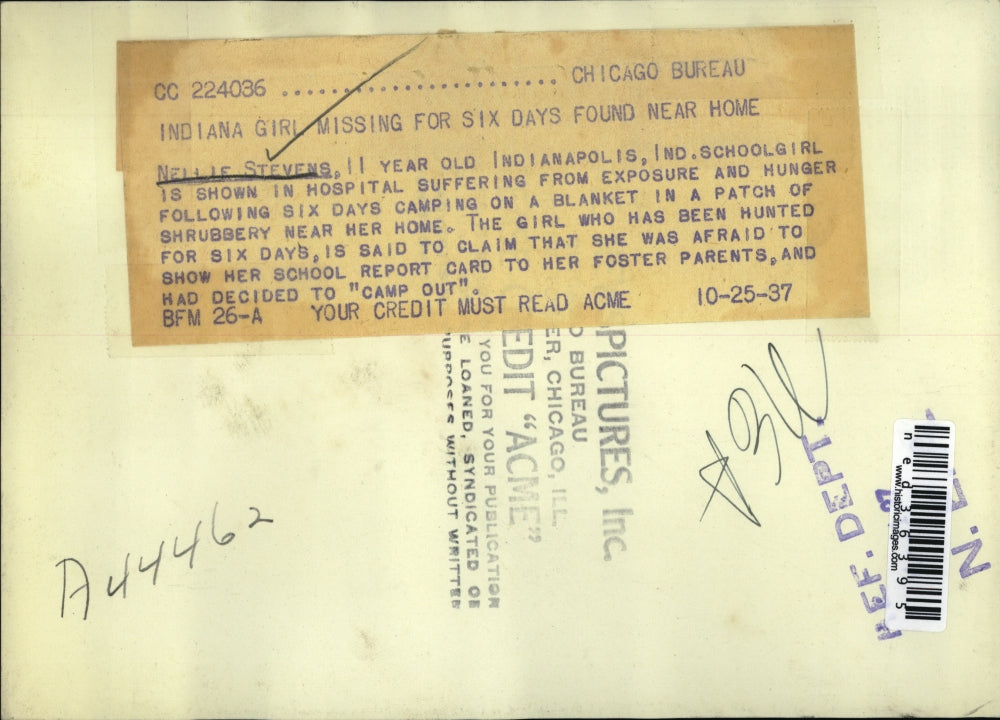 CC 224036 ........................ CHICAGO BUREAU
INDIANA GIRL MISSING FOR SIX DAYS FOUND NEAR HOME
NELLIE STEVENS, 11 YEAR OLD INDIANAPOLIS, IND. SCHOOLGIRL
IS SHOWN IN HOSPITAL SUFFERING FROM EXPOSURE AND HUNGER
FOLLOWING SIX DAYS CAMPING ON A BLANKET IN A PATCH OF
SHRUBBERY NEAR HER HOME. THE GIRL WHO HAS BEEN HUNTED
FOR SIX DAYS, IS SAID TO CLAIM THAT SHE WAS AFRAID TO
SHOW HER SCHOOL REPORT CARD TO HER FOSTER PARENTS, AND
HAD DECIDED TO "CAMP OUT".
BFM 26-A YOUR CREDIT MUST READ ACME 10-25-37
PICTURES, Inc.
O BUREAU
ER, CHICAGO, ILL.
EDIT "ACME"
YOU FOR YOUR PUBLICATION
E LOANED, SYNDICATED OR
URPOSES WITHOUT WRITTEN
A44462
REF. DEPT.
N. E.
ned36395
www.historicimages.com